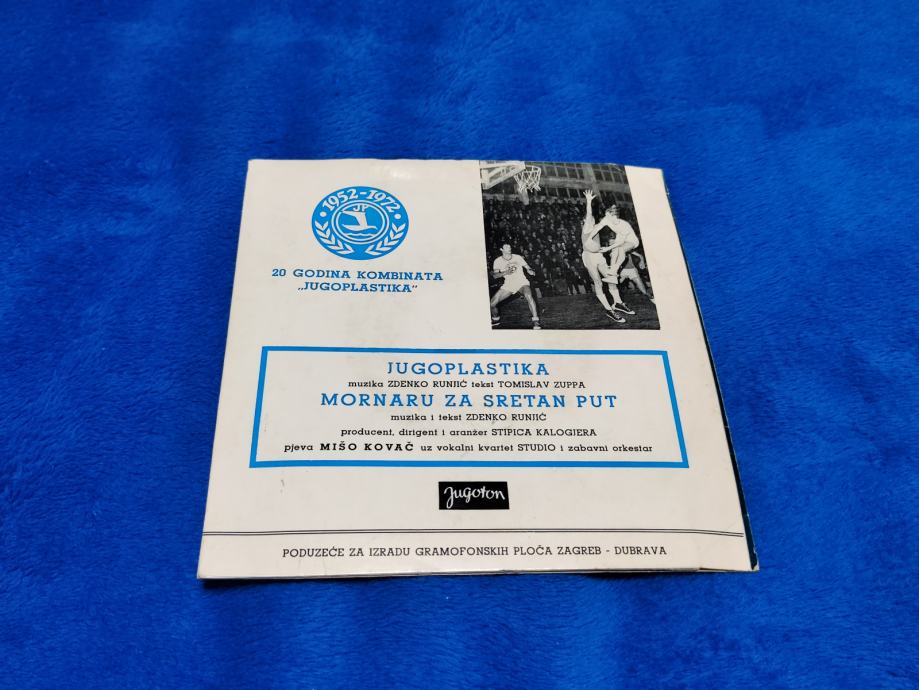 1952-1972
JP
20 GODINA KOMBINATA
„JUGOPLASTIKA"
JUGOPLASTIKA
muzika ZDENKO RUNJIĆ tekst TOMISLAV ZUPPA
MORNARU ZA SRETAN PUT
muzika i tekst ZDENKO RUNJIĆ
producent, dirigent i aranžer STIPICA KALOGJERA
pjeva MIŠO KOVAČ uz vokalni kvartet STUDIO i zabavni orkestar
Jugoton
PODUZEĆE ZA IZRADU GRAMOFONSKIH PLOČA ZAGREB - DUBRAVA